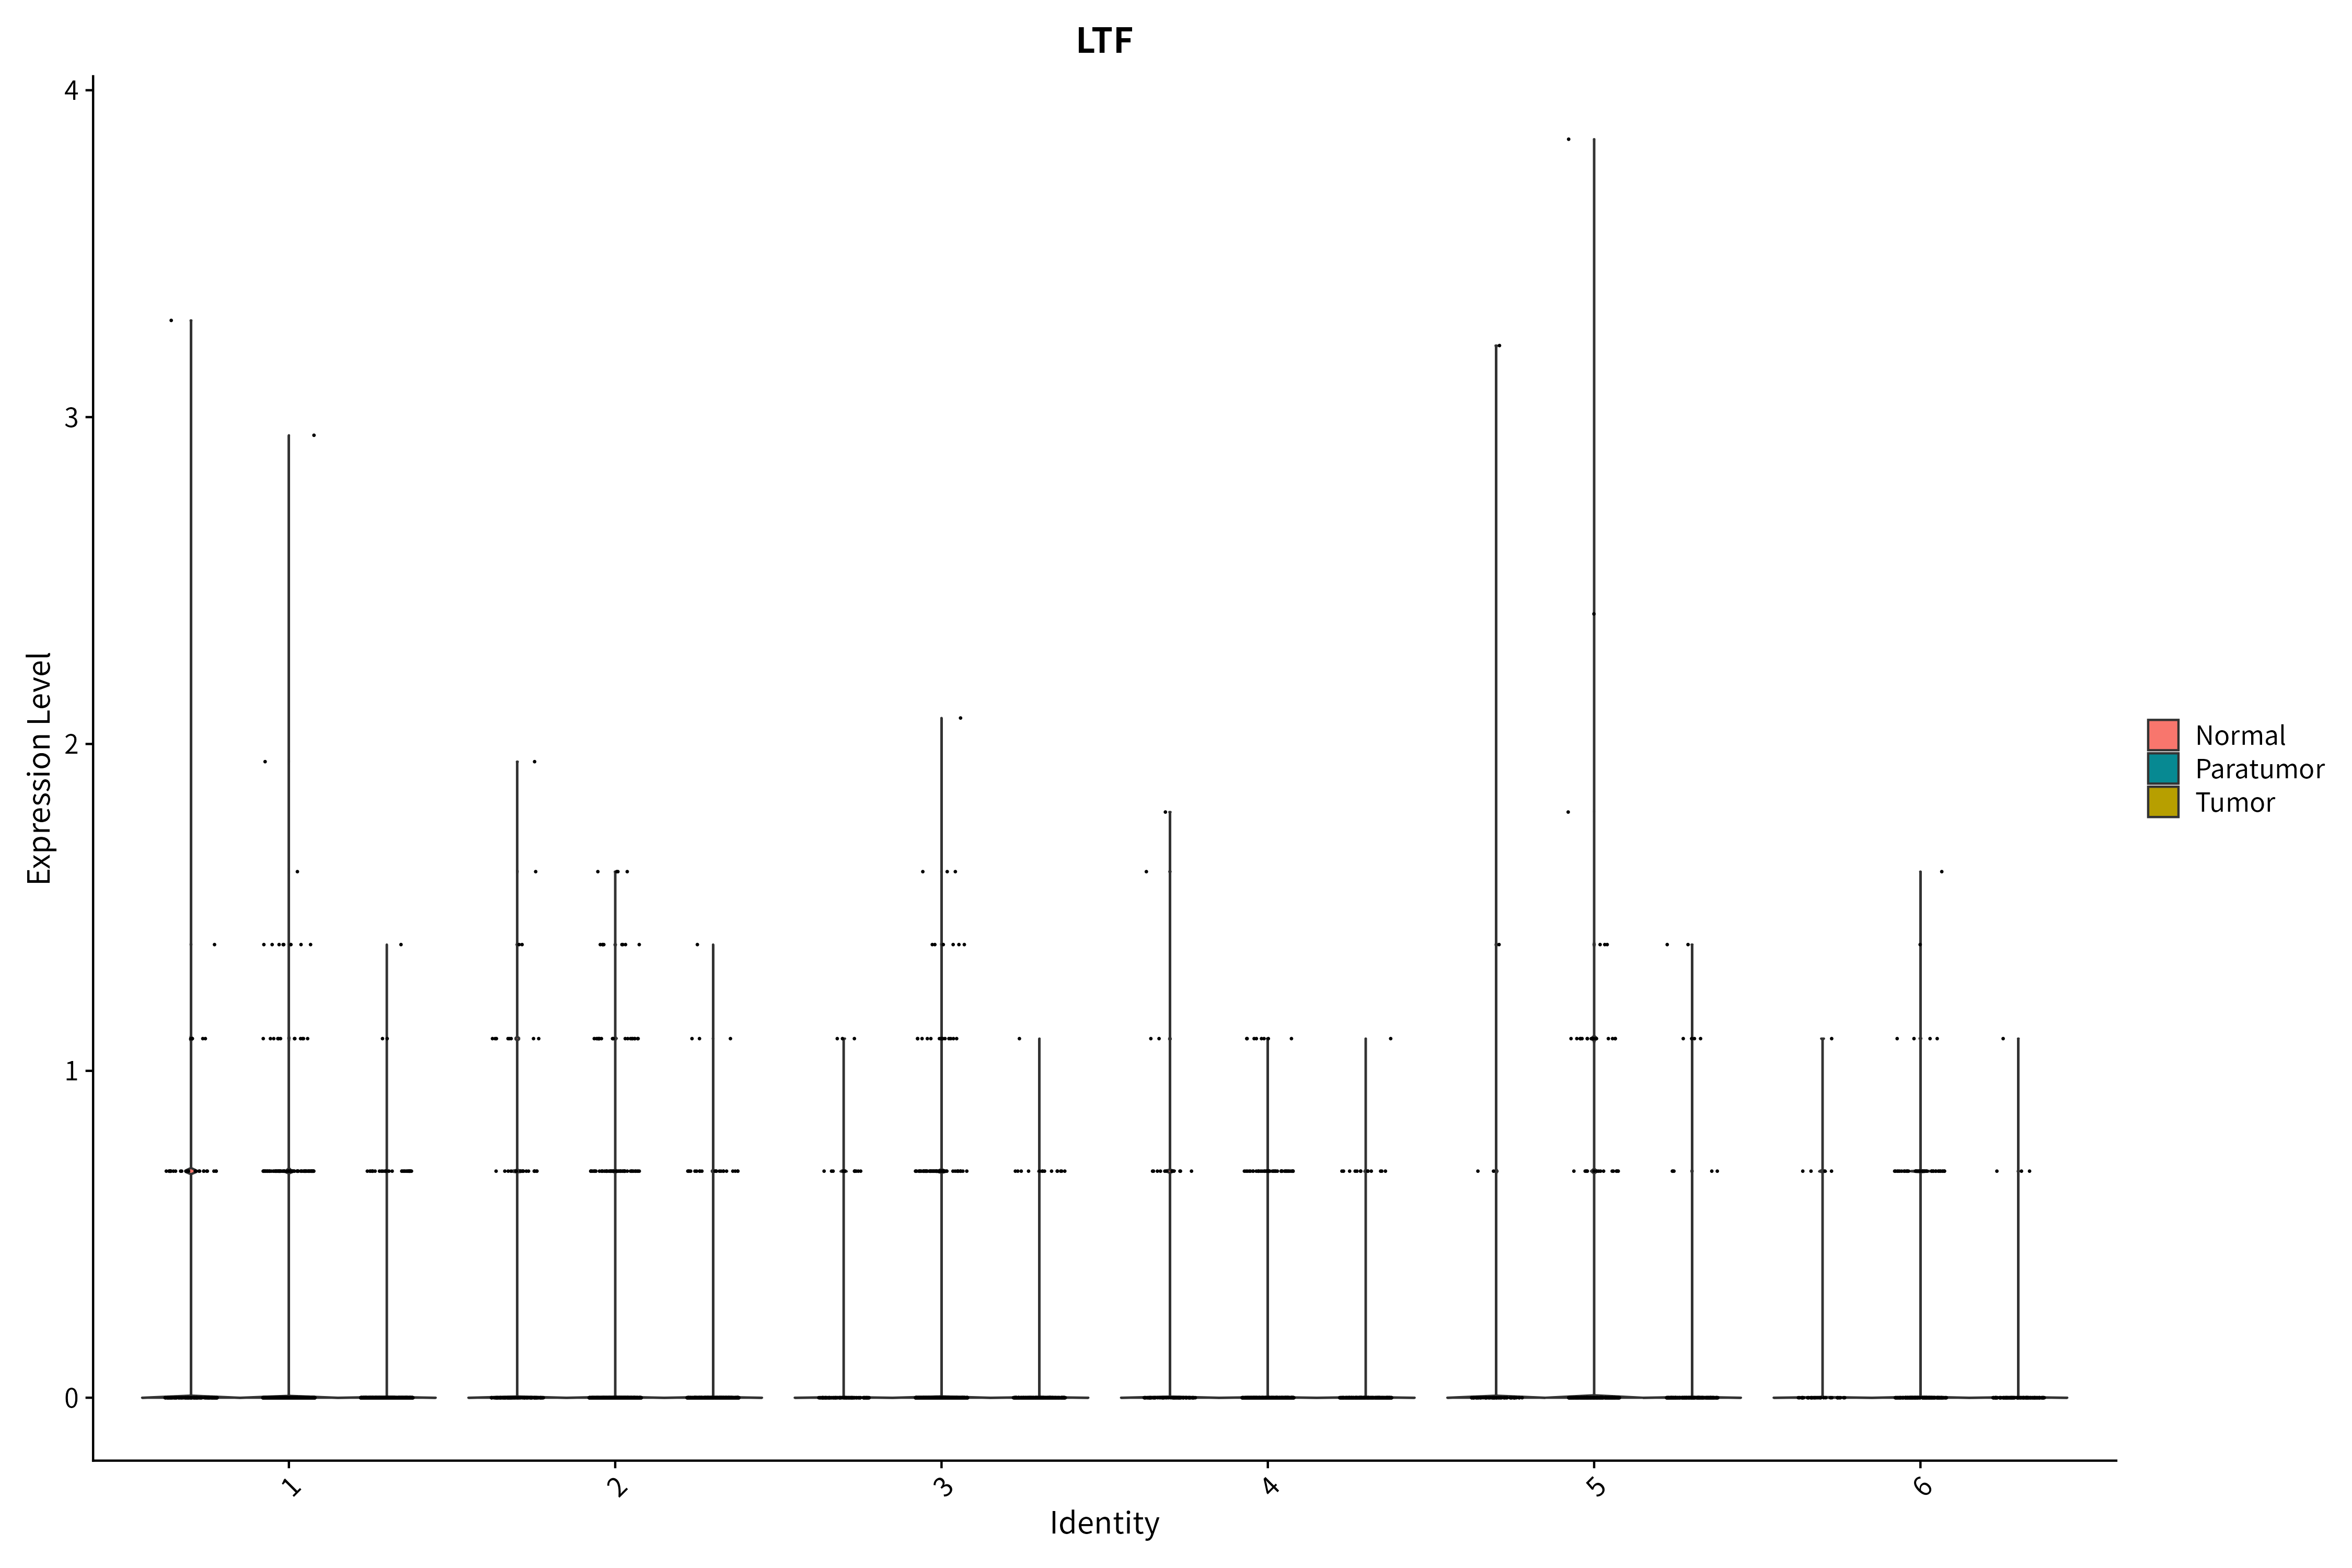 LTF
4
3
2
1
0
Expression Level
1
2
3
4
5
6
Identity
Normal
Paratumor
Tumor